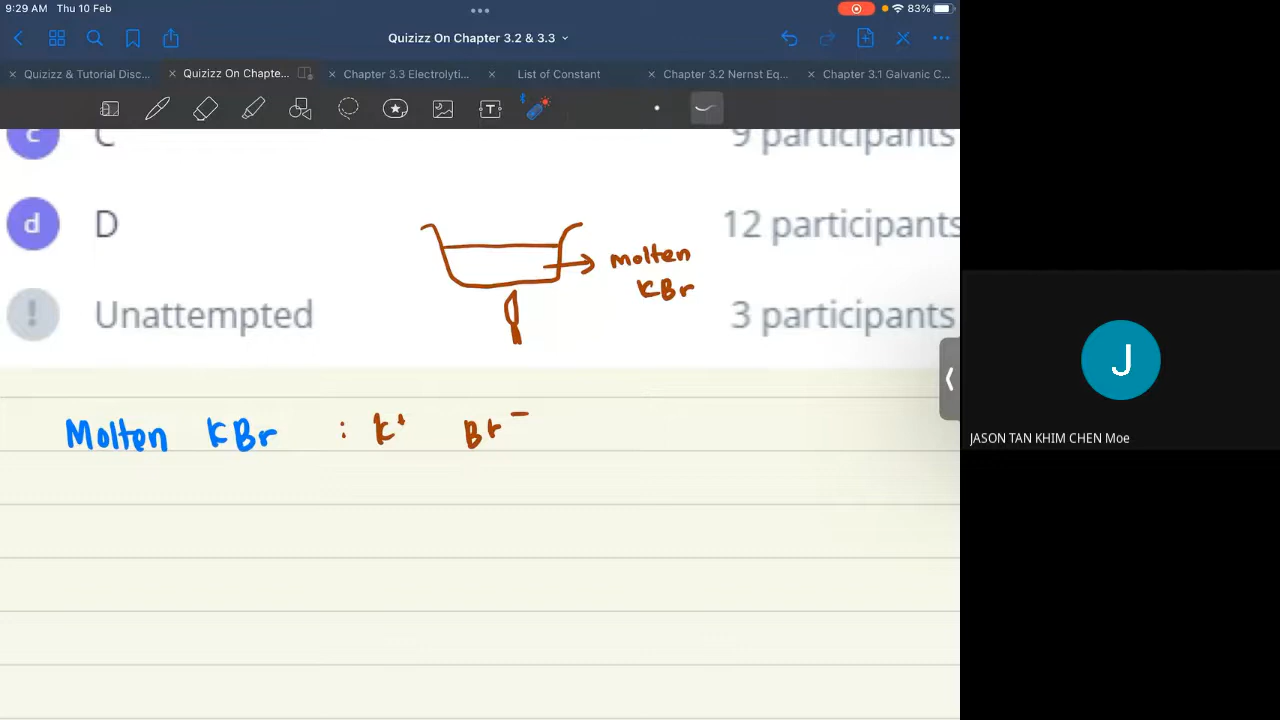 9:29 AM Thu 10 Feb
83%
Quizizz On Chapter 3.2 & 3.3
Quizizz & Tutorial Disc...
Quizizz On Chapte...
Chapter 3.3 Electrolyti...
List of Constant
Chapter 3.2 Nernst Eq...
Chapter 3.1 Galvanic C...
c C 9 participants
d D 12 participants
molten
KBr
! Unattempted 3 participants
Molten KBr : K+ Br−
J
JASON TAN KHIM CHEN Moe